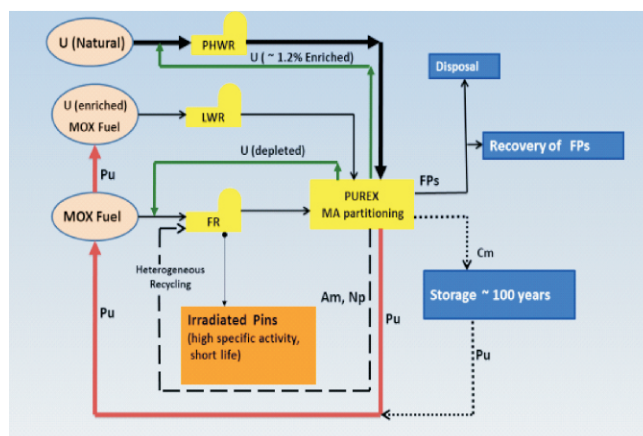 U (Natural)
PHWR
U ( ~ 1.2% Enriched)
Disposal
U (enriched)
MOX Fuel
LWR
Recovery of FPs
Pu
U (depleted)
FPs
PUREX
MA partitioning
MOX Fuel
FR
Cm
Heterogeneous
Recycling
Am, Np
Storage ~ 100 years
Pu
Irradiated Pins
(high specific activity,
short life)
Pu
Pu